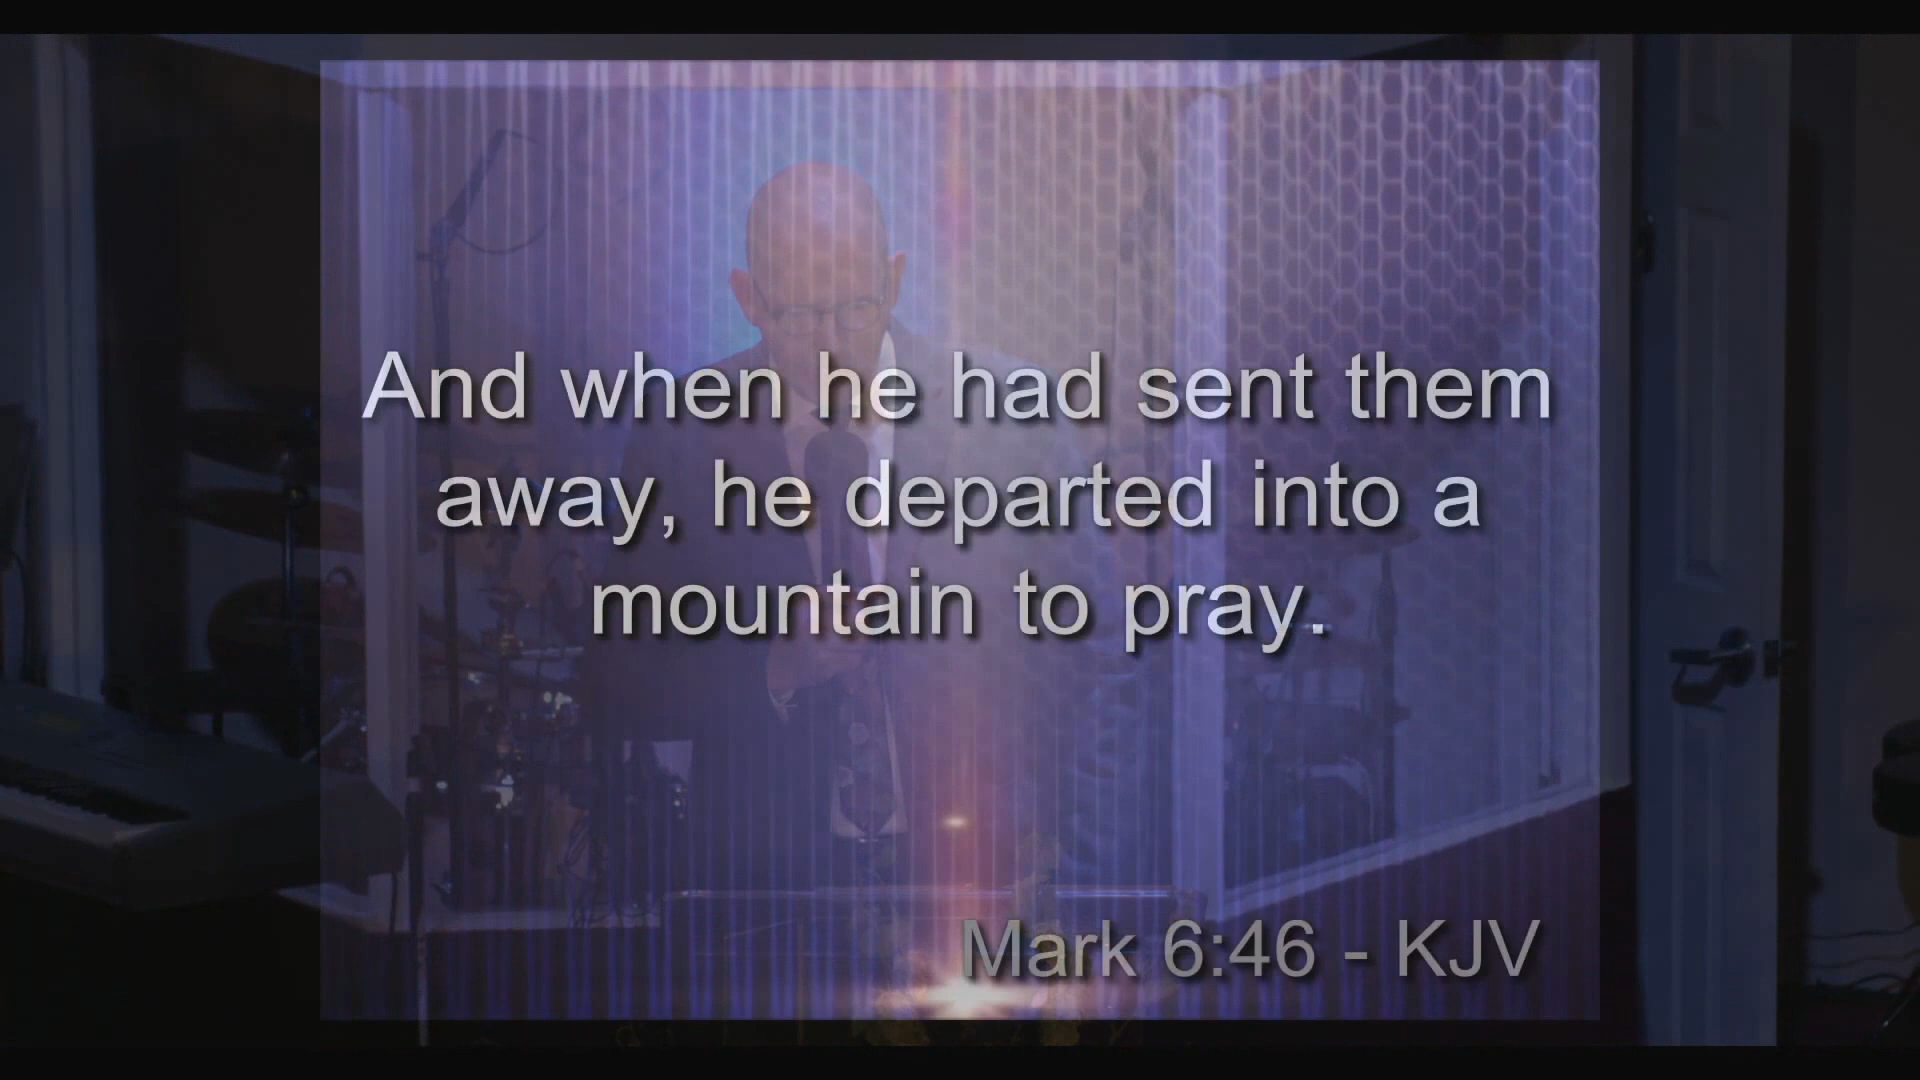 And when he had sent them
away, he departed into a
mountain to pray.
Mark 6:46 - KJV